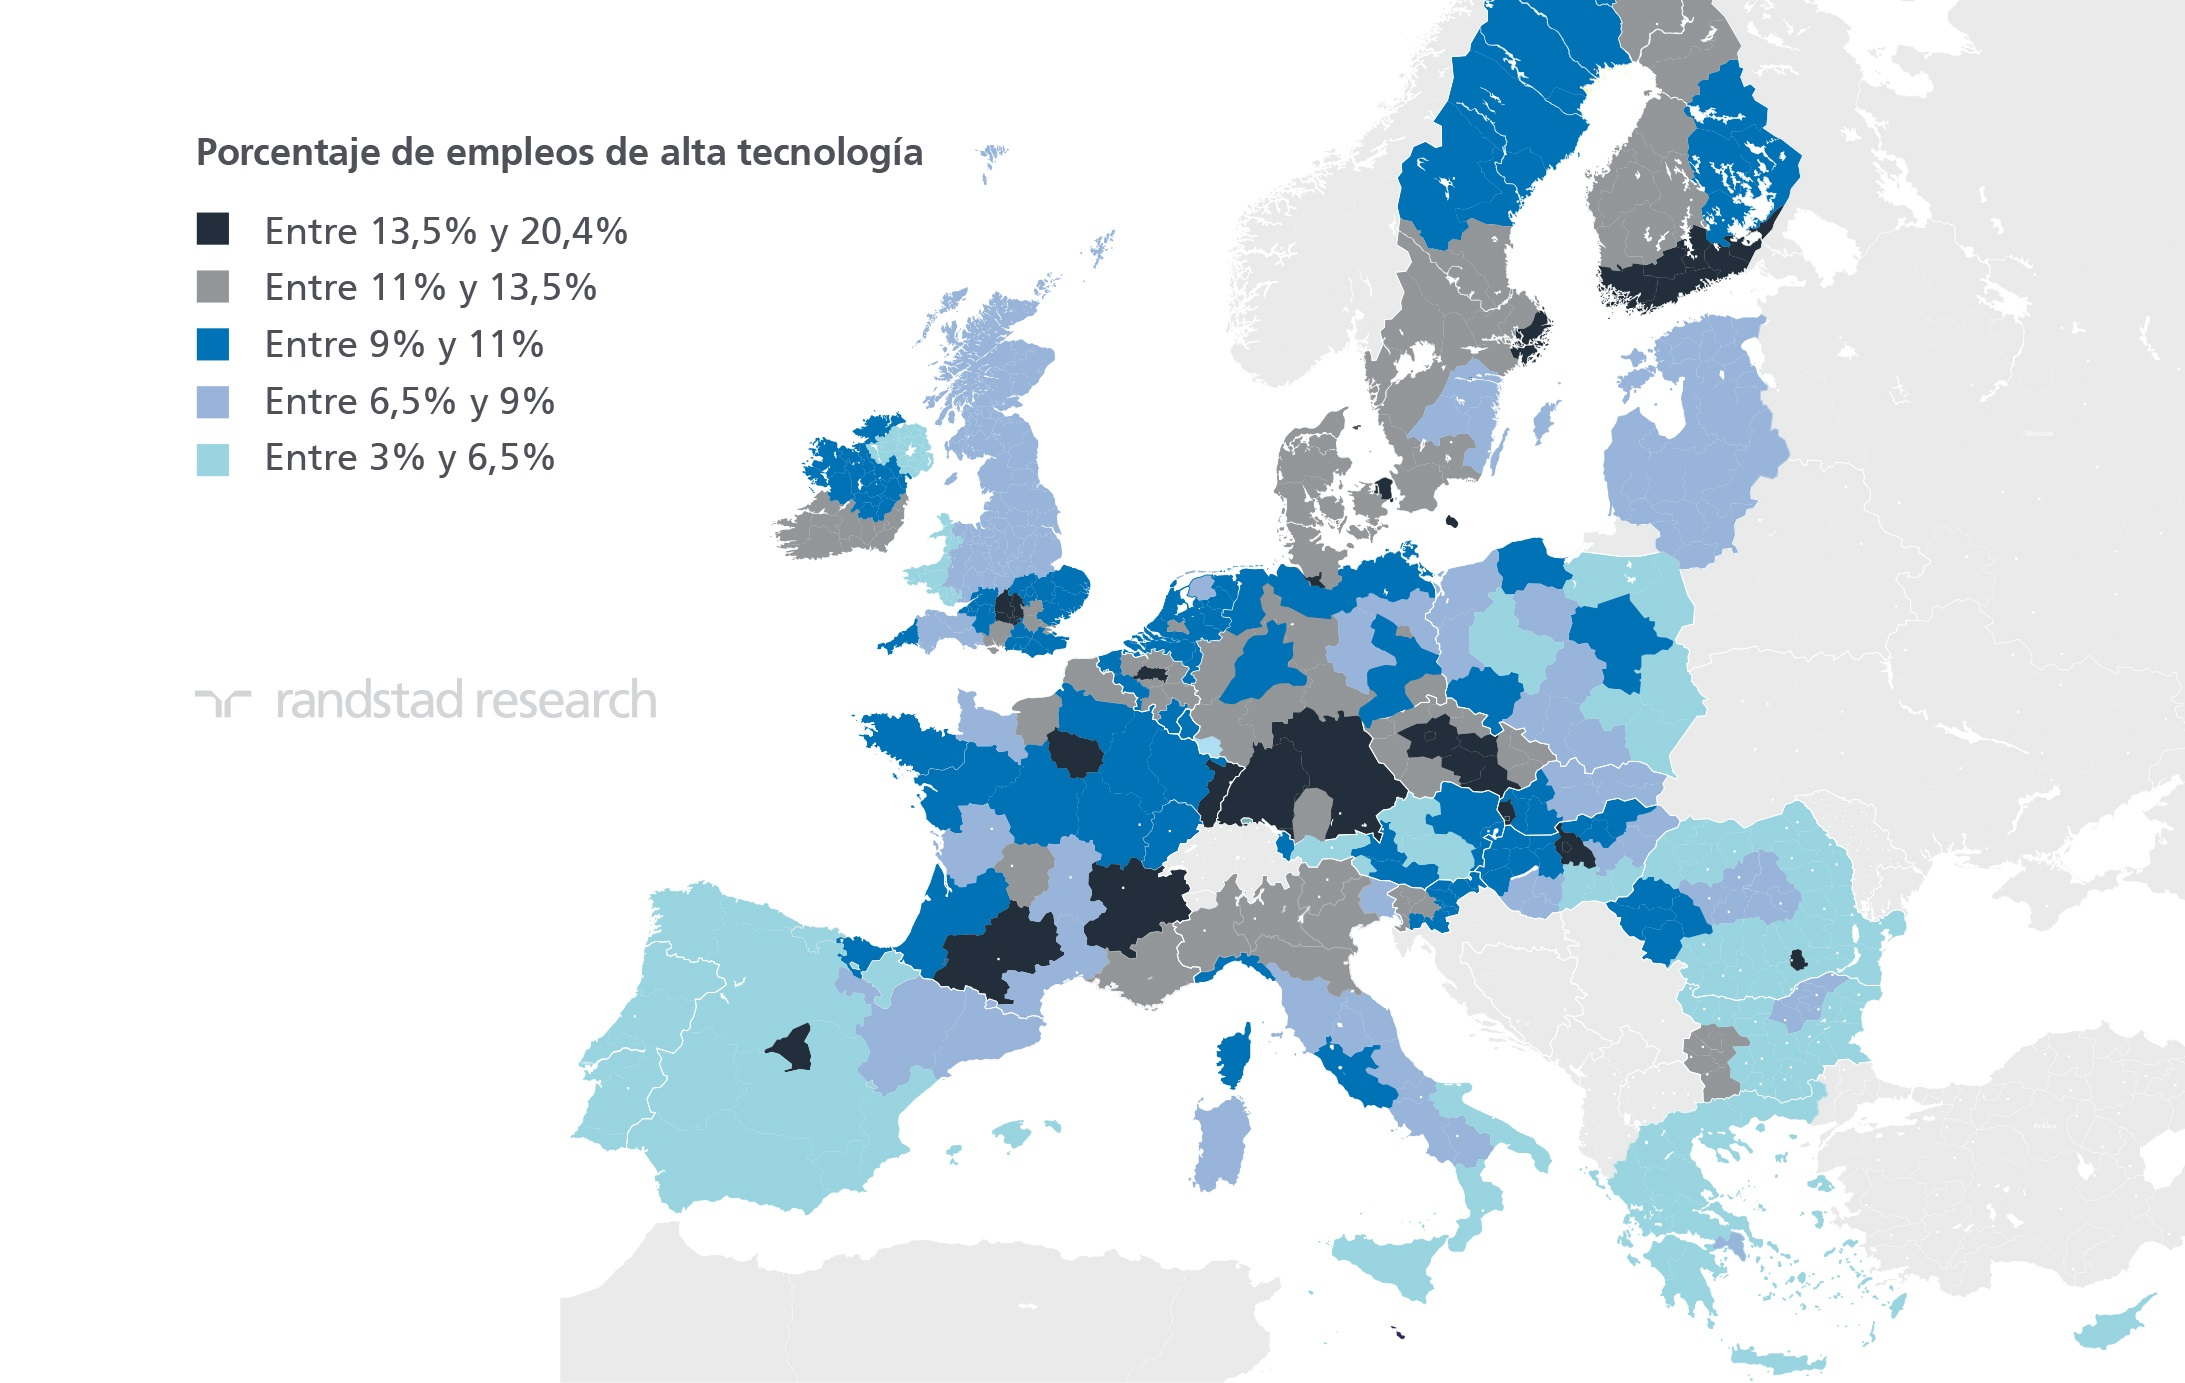 Porcentaje de empleos de alta tecnología
Entre 13,5% y 20,4%
Entre 11% y 13,5%
Entre 9% y 11%
Entre 6,5% y 9%
Entre 3% y 6,5%
randstad research